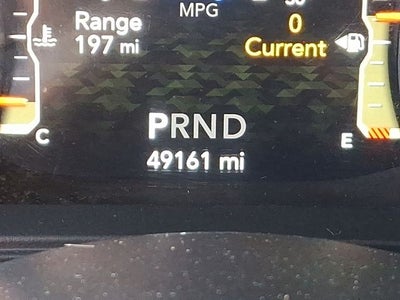 MPG
Range
197 mi
0
Current
PRND
C
E
49161 mi